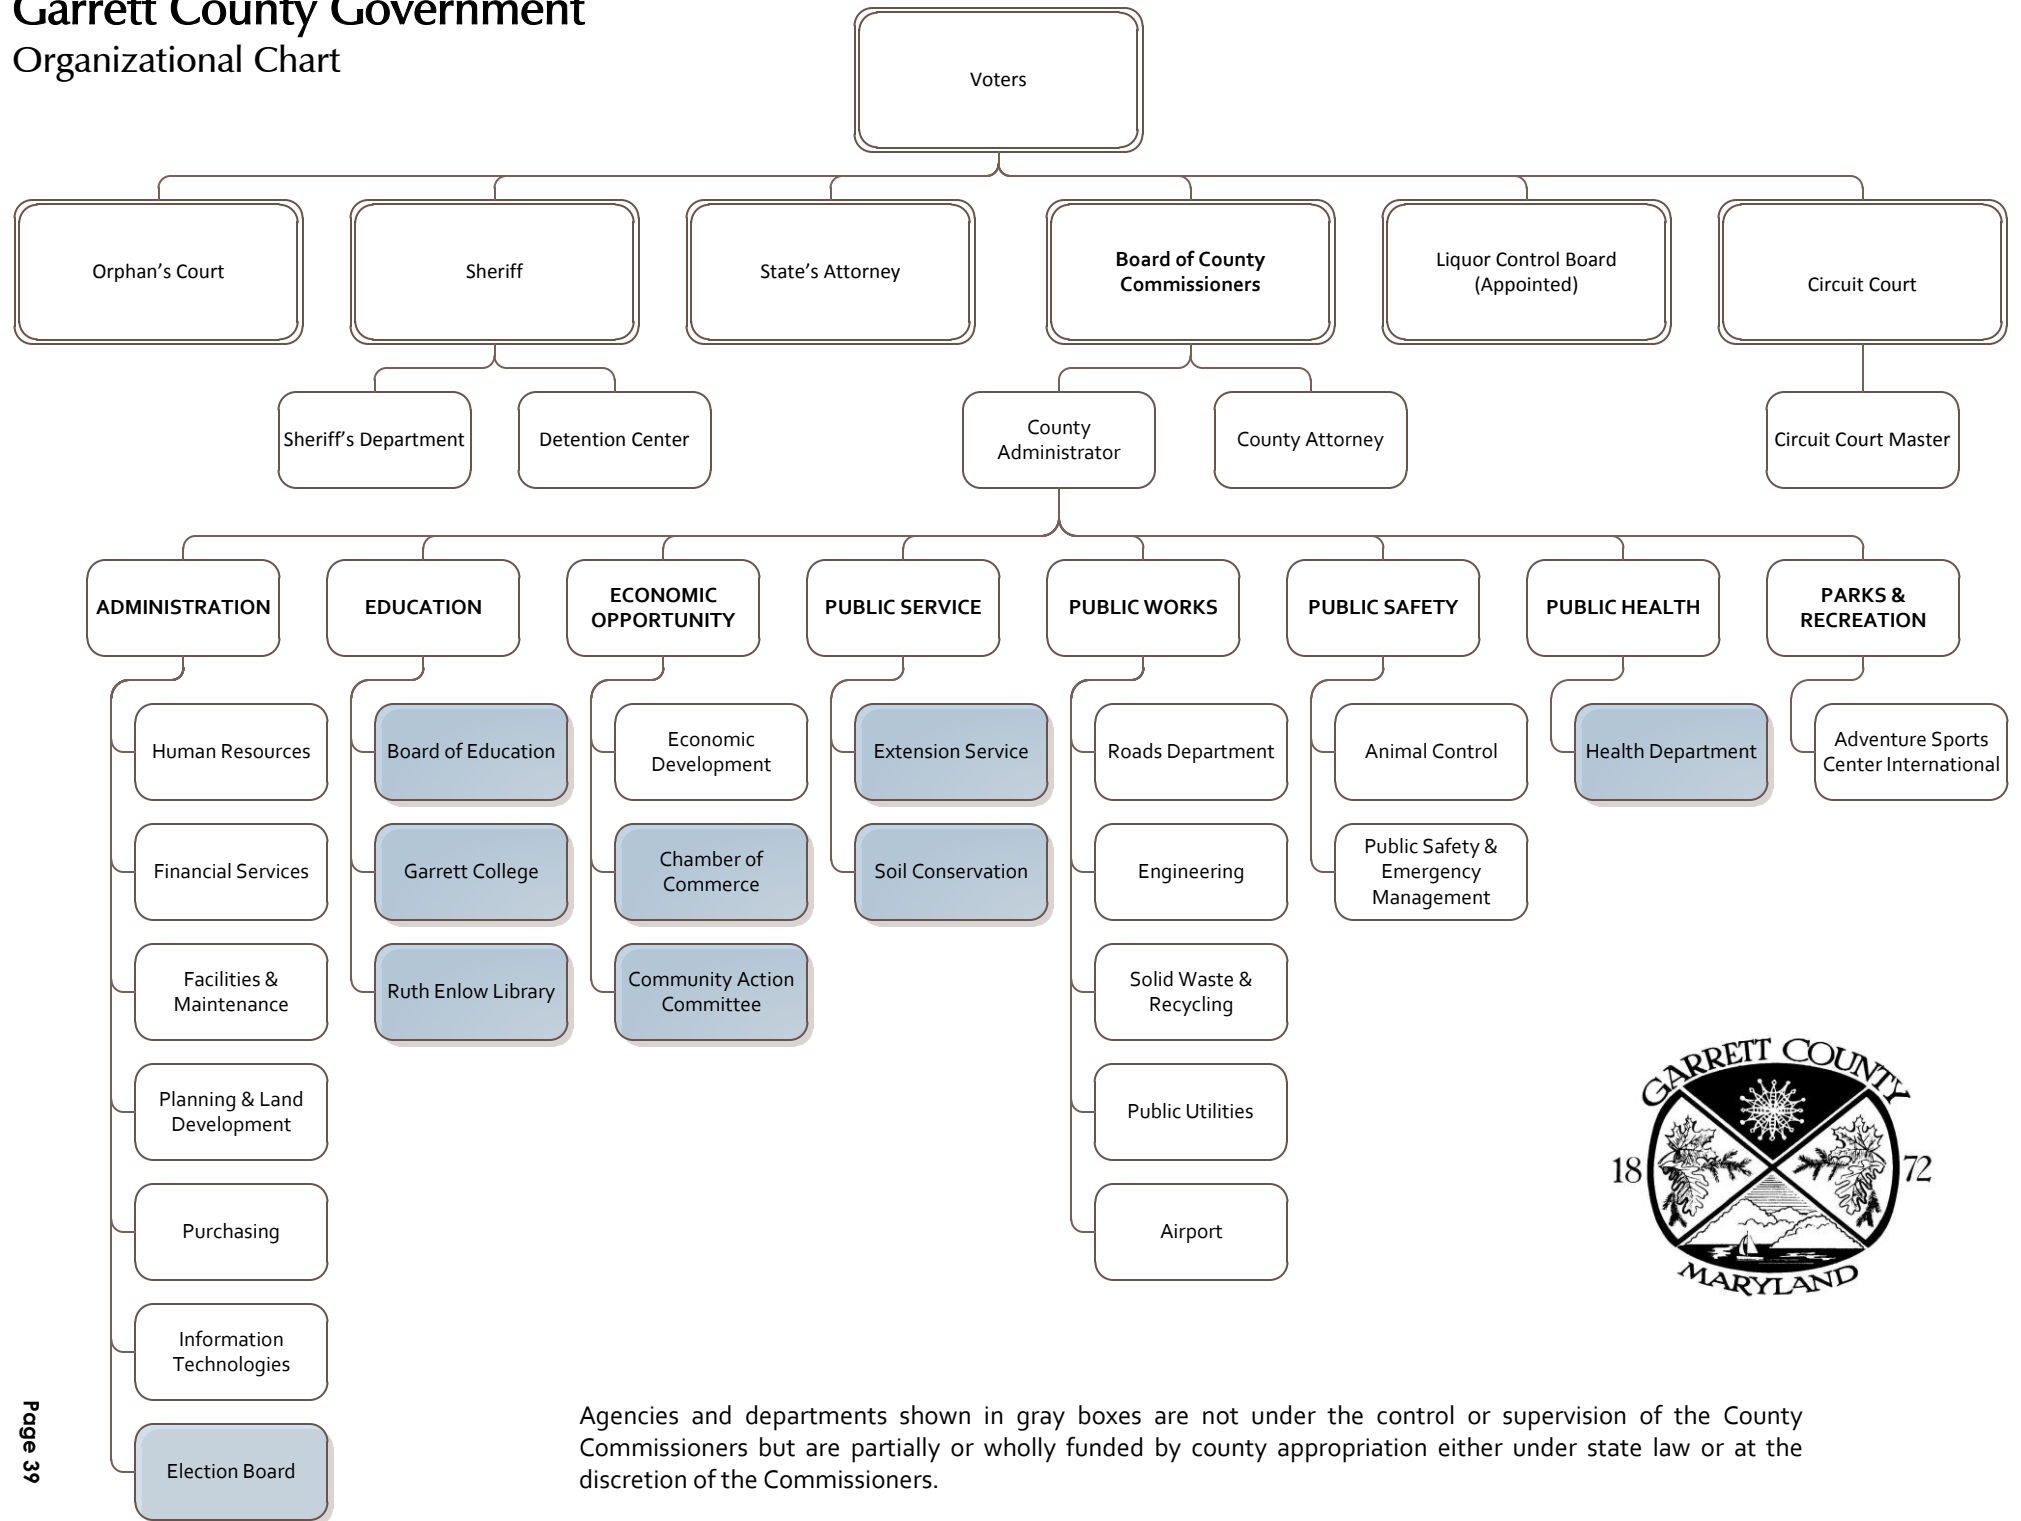 Garrett County Government
Organizational Chart
Voters
Orphan’s Court
Sheriff
State’s Attorney
Board of County
Commissioners
Liquor Control Board
(Appointed)
Circuit Court
Sheriff’s Department
Detention Center
County
Administrator
County Attorney
Circuit Court Master
ADMINISTRATION
EDUCATION
ECONOMIC
OPPORTUNITY
PUBLIC SERVICE
PUBLIC WORKS
PUBLIC SAFETY
PUBLIC HEALTH
PARKS &
RECREATION
Human Resources
Financial Services
Facilities &
Maintenance
Planning & Land
Development
Purchasing
Information
Technologies
Election Board
Board of Education
Garrett College
Ruth Enlow Library
Economic
Development
Chamber of
Commerce
Community Action
Committee
Extension Service
Soil Conservation
Roads Department
Engineering
Solid Waste &
Recycling
Public Utilities
Airport
Animal Control
Public Safety &
Emergency
Management
Health Department
Adventure Sports
Center International
GARRETT COUNTY
18 72
MARYLAND
Agencies and departments shown in gray boxes are not under the control or supervision of the County
Commissioners but are partially or wholly funded by county appropriation either under state law or at the
discretion of the Commissioners.
Page 39